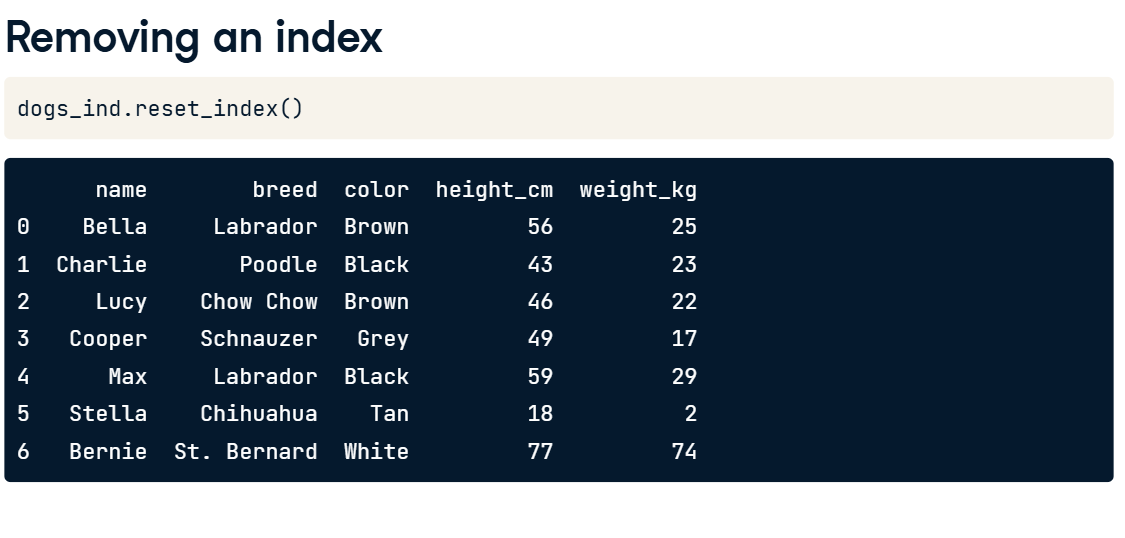 Removing an index
dogs_ind.reset_index()
      name        breed  color  height_cm  weight_kg
0    Bella     Labrador  Brown         56         25
1  Charlie       Poodle  Black         43         23
2     Lucy    Chow Chow  Brown         46         22
3   Cooper    Schnauzer   Grey         49         17
4      Max     Labrador  Black         59         29
5   Stella    Chihuahua    Tan         18          2
6   Bernie  St. Bernard  White         77         74